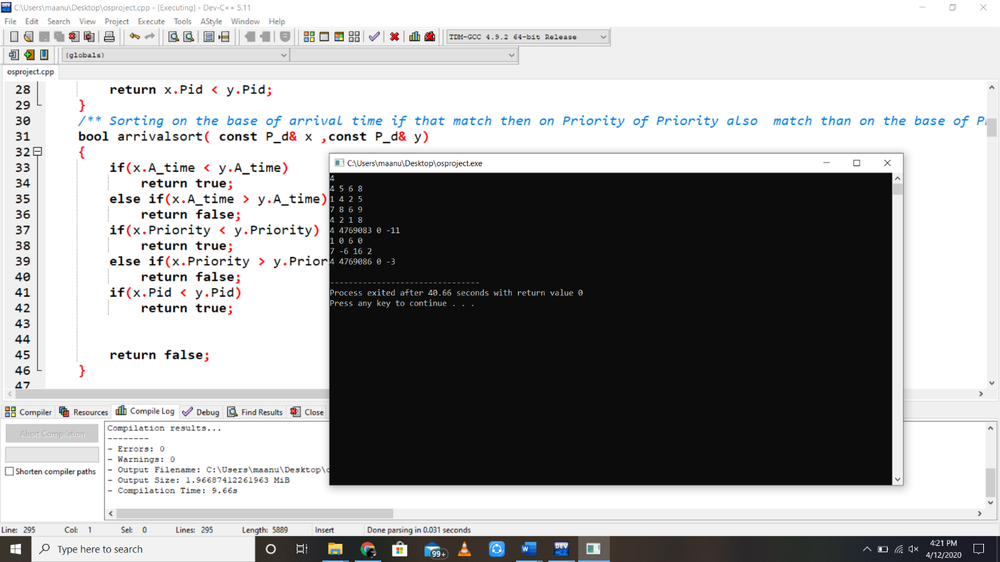 C:\Users\maanu\Desktop\osproject.cpp - [Executing] - Dev-C++ 5.11
File Edit Search View Project Execute Tools AStyle Window Help
TDM-GCC 4.9.2 64-bit Release
(globals)
osproject.cpp
28 return x.Pid < y.Pid;
29 }
30 /** Sorting on the base of arrival time if that match then on Priority of Priority also  match than on the base of
31 bool arrivalsort( const P_d& x ,const P_d& y)
32 {
33 if(x.A_time < y.A_time)
34 return true;
35 else if(x.A_time > y.A_time)
36 return false;
37 if(x.Priority < y.Priority)
38 return true;
39 else if(x.Priority > y.Prior
40 return false;
41 if(x.Pid < y.Pid)
42 return true;
43
44
45 return false;
46 }
47
C:\Users\maanu\Desktop\osproject.exe
4
4 5 6 8
1 4 2 5
7 8 6 9
4 2 1 8
4 4769083 0 -11
1 0 6 0
7 -6 16 2
4 4769086 0 -3
--------------------------------
Process exited after 40.66 seconds with return value 0
Press any key to continue . . .
Compiler Resources Compile Log Debug Find Results Close
Abort Compilation
Shorten compiler paths
Compilation results...
--------
- Errors: 0
- Warnings: 0
- Output Filename: C:\Users\maanu\Desktop\
- Output Size: 1.96687412261963 MiB
- Compilation Time: 9.66s
Line: 295 Col: 1 Sel: 0 Lines: 295 Length: 5889 Insert Done parsing in 0.031 seconds
Type here to search
99+
DEV
4:21 PM
4/12/2020